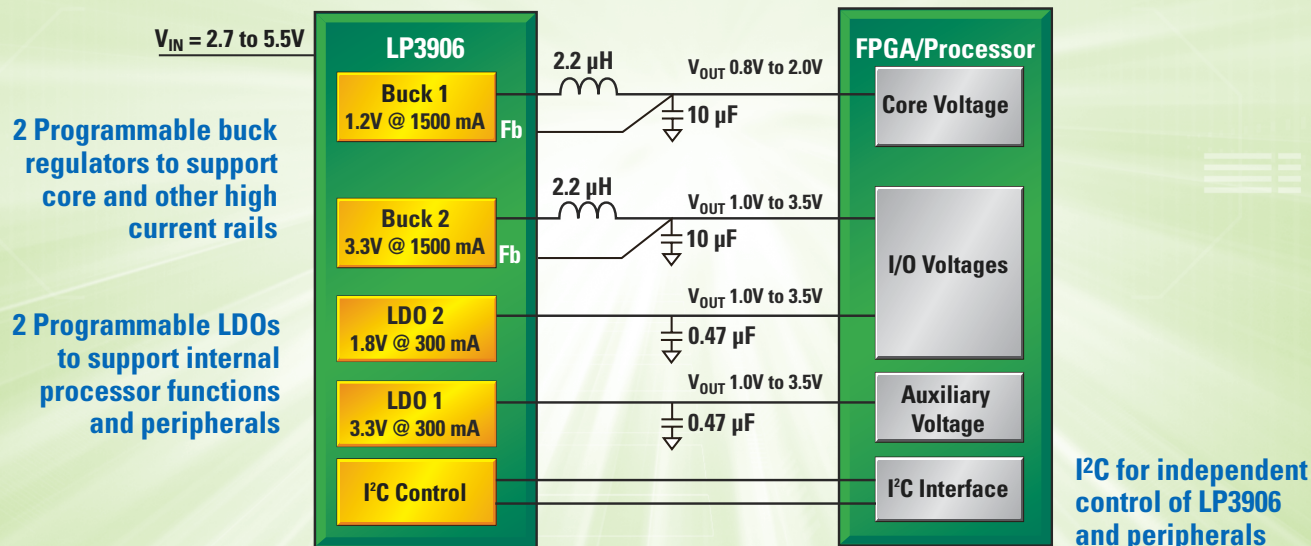 V_IN = 2.7 to 5.5V
2 Programmable buck
regulators to support
core and other high
current rails
2 Programmable LDOs
to support internal
processor functions
and peripherals
LP3906
Buck 1
1.2V @ 1500 mA
Fb
Buck 2
3.3V @ 1500 mA
Fb
LDO 2
1.8V @ 300 mA
LDO 1
3.3V @ 300 mA
I²C Control
2.2 µH
V_OUT 0.8V to 2.0V
10 µF
2.2 µH
V_OUT 1.0V to 3.5V
10 µF
V_OUT 1.0V to 3.5V
0.47 µF
V_OUT 1.0V to 3.5V
0.47 µF
FPGA/Processor
Core Voltage
I/O Voltages
Auxiliary
Voltage
I²C Interface
I²C for independent
control of LP3906
and peripherals